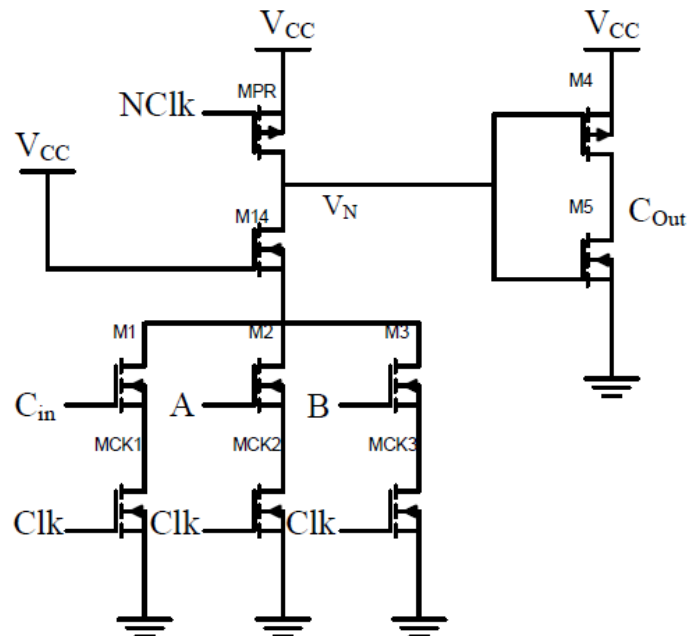 V_CC
V_CC
MPR
M4
NClk
V_CC
M14
V_N
M5
C_Out
M1
M2
M3
C_in
A
B
MCK1
MCK2
MCK3
Clk
Clk
Clk